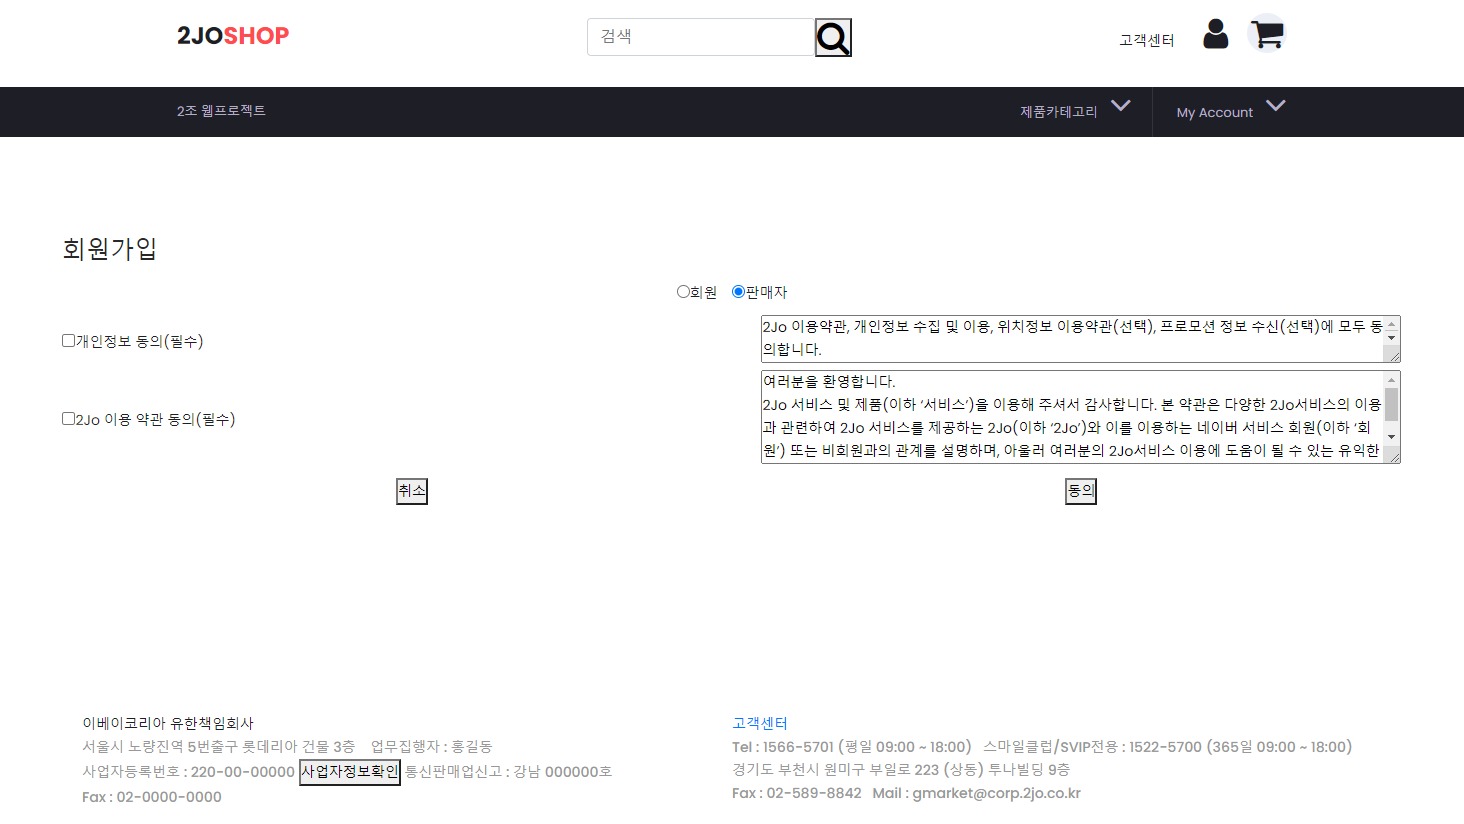 2JOSHOP
검색
고객센터
2조 웹프로젝트
제품카테고리
My Account
회원가입
회원 판매자
개인정보 동의(필수)
2Jo 이용약관, 개인정보 수집 및 이용, 위치정보 이용약관(선택), 프로모션 정보 수신(선택)에 모두 동
의합니다.
2Jo 이용 약관 동의(필수)
여러분을 환영합니다.
2Jo 서비스 및 제품(이하 ‘서비스’)을 이용해 주셔서 감사합니다. 본 약관은 다양한 2Jo서비스의 이용
과 관련하여 2Jo 서비스를 제공하는 2Jo(이하 ‘2Jo’)와 이를 이용하는 네이버 서비스 회원(이하 ‘회
원’) 또는 비회원과의 관계를 설명하며, 아울러 여러분의 2Jo서비스 이용에 도움이 될 수 있는 유익한
취소
동의
이베이코리아 유한책임회사
서울시 노량진역 5번출구 롯데리아 건물 3층 업무집행자 : 홍길동
사업자등록번호 : 220-00-00000 사업자정보확인 통신판매업신고 : 강남 000000호
Fax : 02-0000-0000
고객센터
Tel : 1566-5701 (평일 09:00 ~ 18:00) 스마일클럽/SVIP전용 : 1522-5700 (365일 09:00 ~ 18:00)
경기도 부천시 원미구 부일로 223 (상동) 투나빌딩 9층
Fax : 02-589-8842 Mail : gmarket@corp.2jo.co.kr